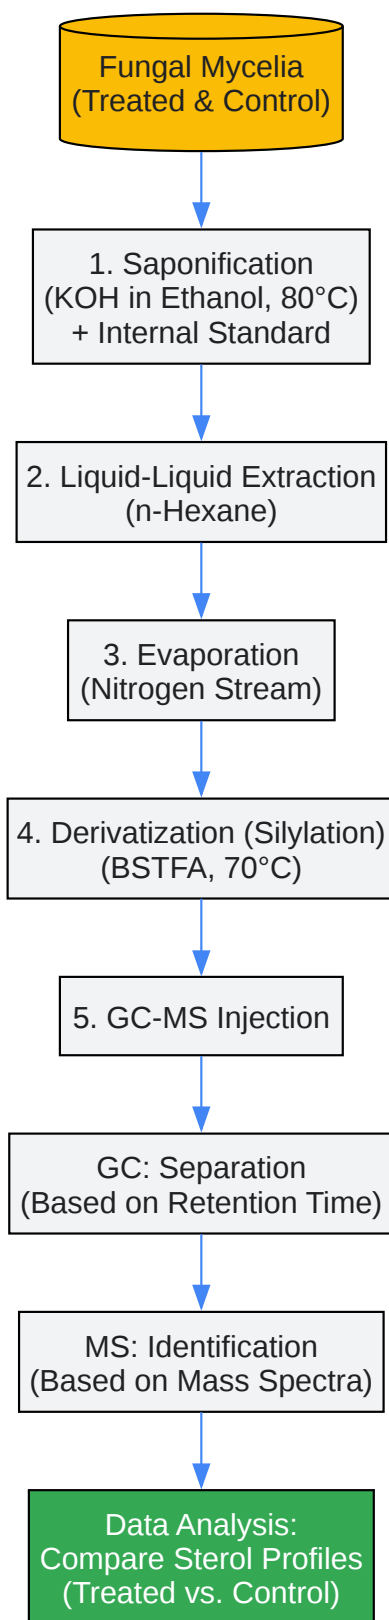 Fungal Mycelia
(Treated & Control)
1. Saponification
(KOH in Ethanol, 80°C)
+ Internal Standard
2. Liquid-Liquid Extraction
(n-Hexane)
3. Evaporation
(Nitrogen Stream)
4. Derivatization (Silylation)
(BSTFA, 70°C)
5. GC-MS Injection
GC: Separation
(Based on Retention Time)
MS: Identification
(Based on Mass Spectra)
Data Analysis:
Compare Sterol Profiles
(Treated vs. Control)